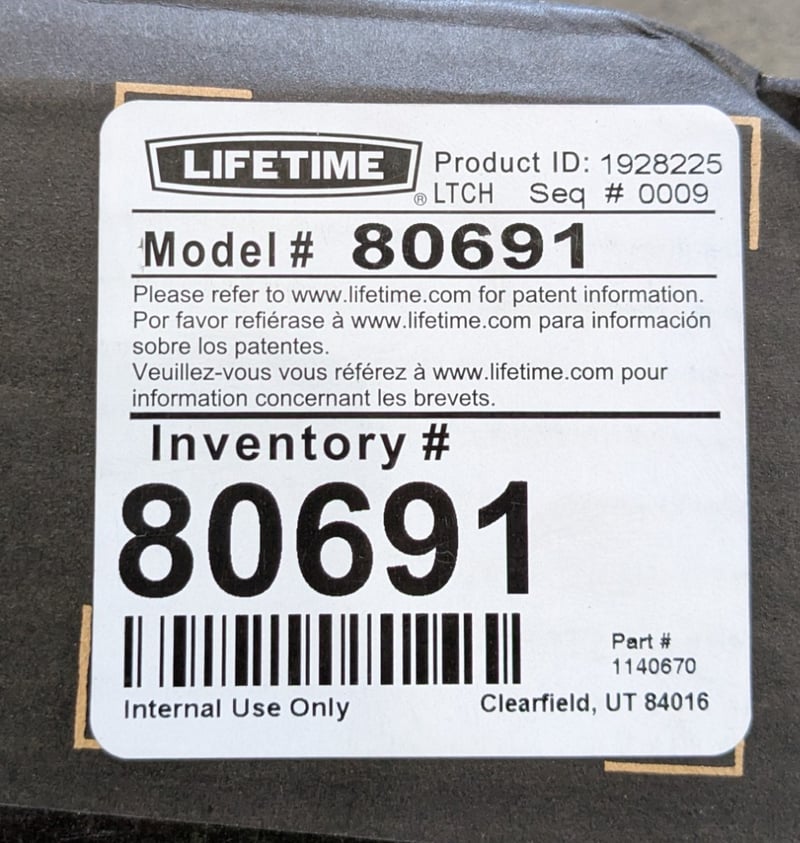 LIFETIME ®
Product ID: 1928225
LTCH Seq # 0009
Model # 80691
Please refer to www.lifetime.com for patent information.
Por favor refiérase à www.lifetime.com para información
sobre los patentes.
Veuillez-vous vous référez à www.lifetime.com pour
information concernant les brevets.
Inventory #
80691
Part #
1140670
Internal Use Only
Clearfield, UT 84016